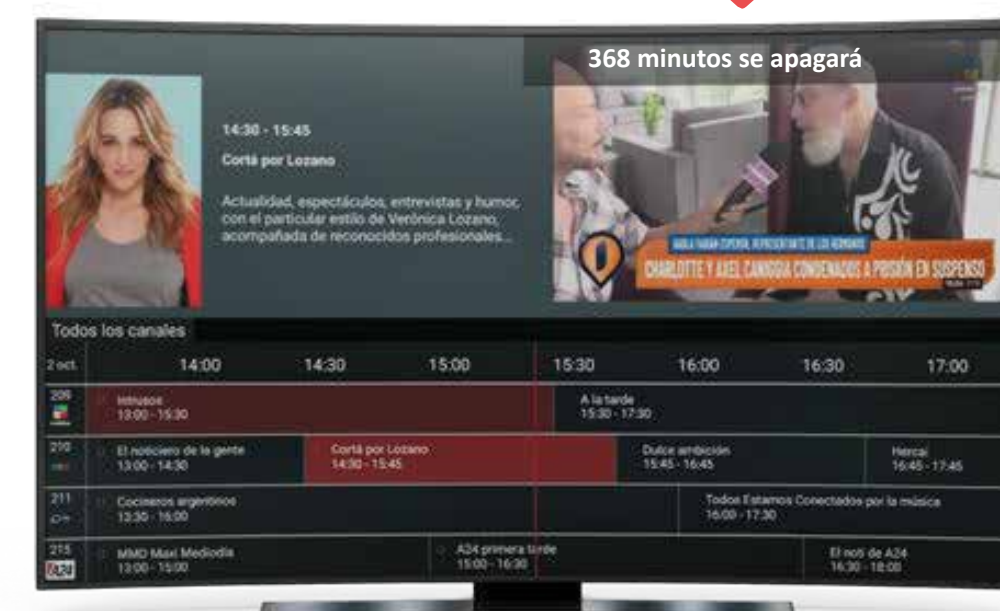 368 minutos se apagará
14:30 - 15:45
Cortá por Lozano
Actualidad, espectáculos, entrevistas y humor,
con el particular estilo de Verónica Lozano,
acompañada de reconocidos profesionales...
HABLA FABIÁN ESPERÓN, REPRESENTANTE DE LOS HERMANOS
CHARLOTTE Y AXEL CANIGGIA CONDENADOS A PRISIÓN EN SUSPENSO
Todos los canales
2 oct. 14:00 14:30 15:00 15:30 16:00 16:30 17:00
209 Intrusos A la tarde
13:00 - 15:30 15:30 - 17:30
210 El noticiero de la gente Cortá por Lozano Dulce ambición Hercai
13:00 - 14:30 14:30 - 15:45 15:45 - 16:45 16:45 - 17:45
211 Cocineros argentinos Todos Estamos Conectados por la música
13:30 - 16:00 16:00 - 17:30
215 MMD Maxi Mediodía A24 primera tarde El noti de A24
A24 13:00 - 15:00 15:00 - 16:30 16:30 - 18:00